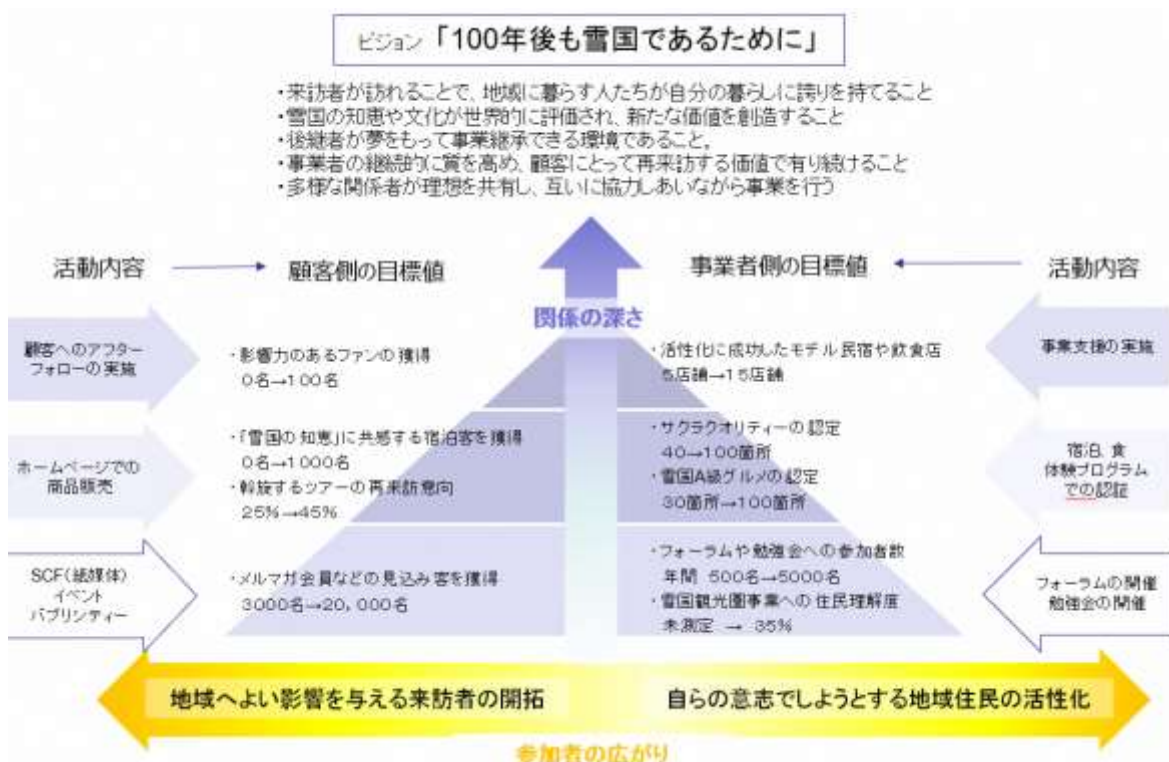 ビジョン「100年後も雪国であるために」
・来訪者が訪れることで、地域に暮らす人たちが自分の暮らしに誇りを持てること
・雪国の知恵や文化が世界的に評価され、新たな価値を創造すること
・後継者が夢をもって事業継承できる環境であること。
・事業者の継続的に質を高め、顧客にとって再来訪する価値で有り続けること
・多様な関係者が理想を共有し、互いに協力しあいながら事業を行う
活動内容
顧客側の目標値
事業者側の目標値
活動内容
関係の深さ
顧客へのアフター
フォローの実施
・影響力のあるファンの獲得
0名→100名
・活性化に成功したモデル民宿や飲食店
5店舗→15店舗
事業支援の実施
ホームページでの
商品販売
・「雪国の知恵」に共感する宿泊客を獲得
0名→1000名
・斡旋するツアーの再来訪意向
25%→45%
・サクラクオリティーの認定
40→100箇所
・雪国A級グルメの認定
30箇所→100箇所
宿泊、食
体験プログラム
での認証
SCF(紙媒体)
イベント
パブリンティー
・メルマガ会員などの見込み客を獲得
3000名→20,000名
・フォーラムや勉強会への参加者数
年間 500名→5000名
・雪国観光圏事業への住民理解度
未測定 → 35%
フォーラムの開催
勉強会の開催
地域へよい影響を与える来訪者の開拓
自らの意志でしようとする地域住民の活性化
参加者の広がり